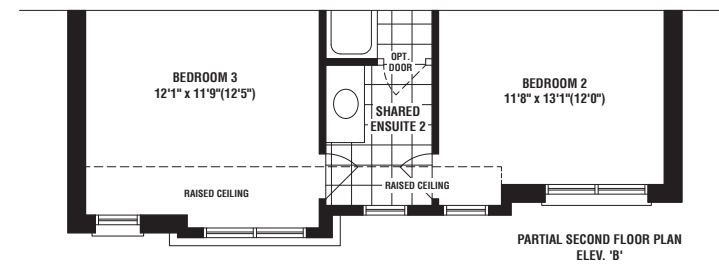 BEDROOM 3
12'1" x 11'9"(12'5")
OPT.
DOOR
SHARED
ENSUITE 2
BEDROOM 2
11'8" x 13'1"(12'0")
RAISED CEILING
RAISED CEILING
PARTIAL SECOND FLOOR PLAN
ELEV. 'B'